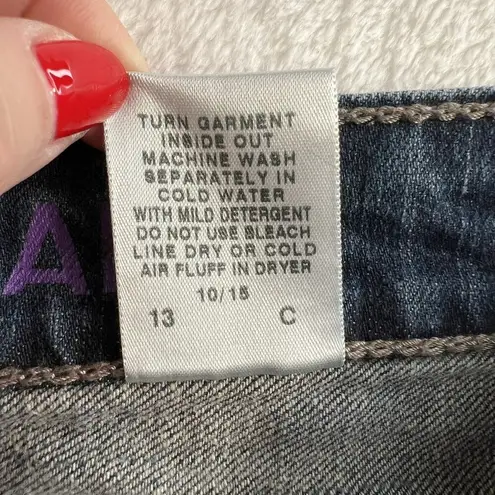 TURN GARMENT
INSIDE OUT
MACHINE WASH
SEPARATELY IN
COLD WATER
WITH MILD DETERGENT
DO NOT USE BLEACH
LINE DRY OR COLD
AIR FLUFF IN DRYER
10/15
13 C